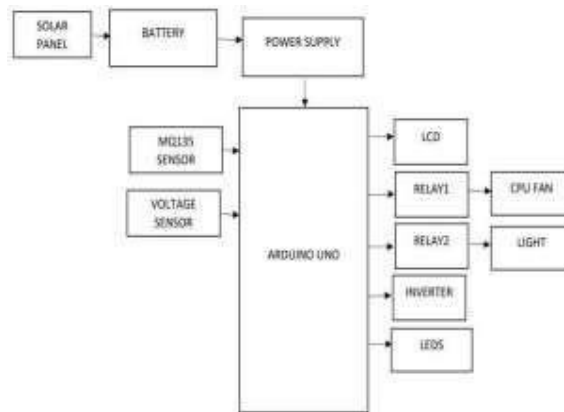 SOLAR
PANEL
BATTERY
POWER SUPPLY
MQ135
SENSOR
VOLTAGE
SENSOR
ARDUINO UNO
LCD
RELAY1
CPU FAN
RELAY2
LIGHT
INVERTER
LEDS